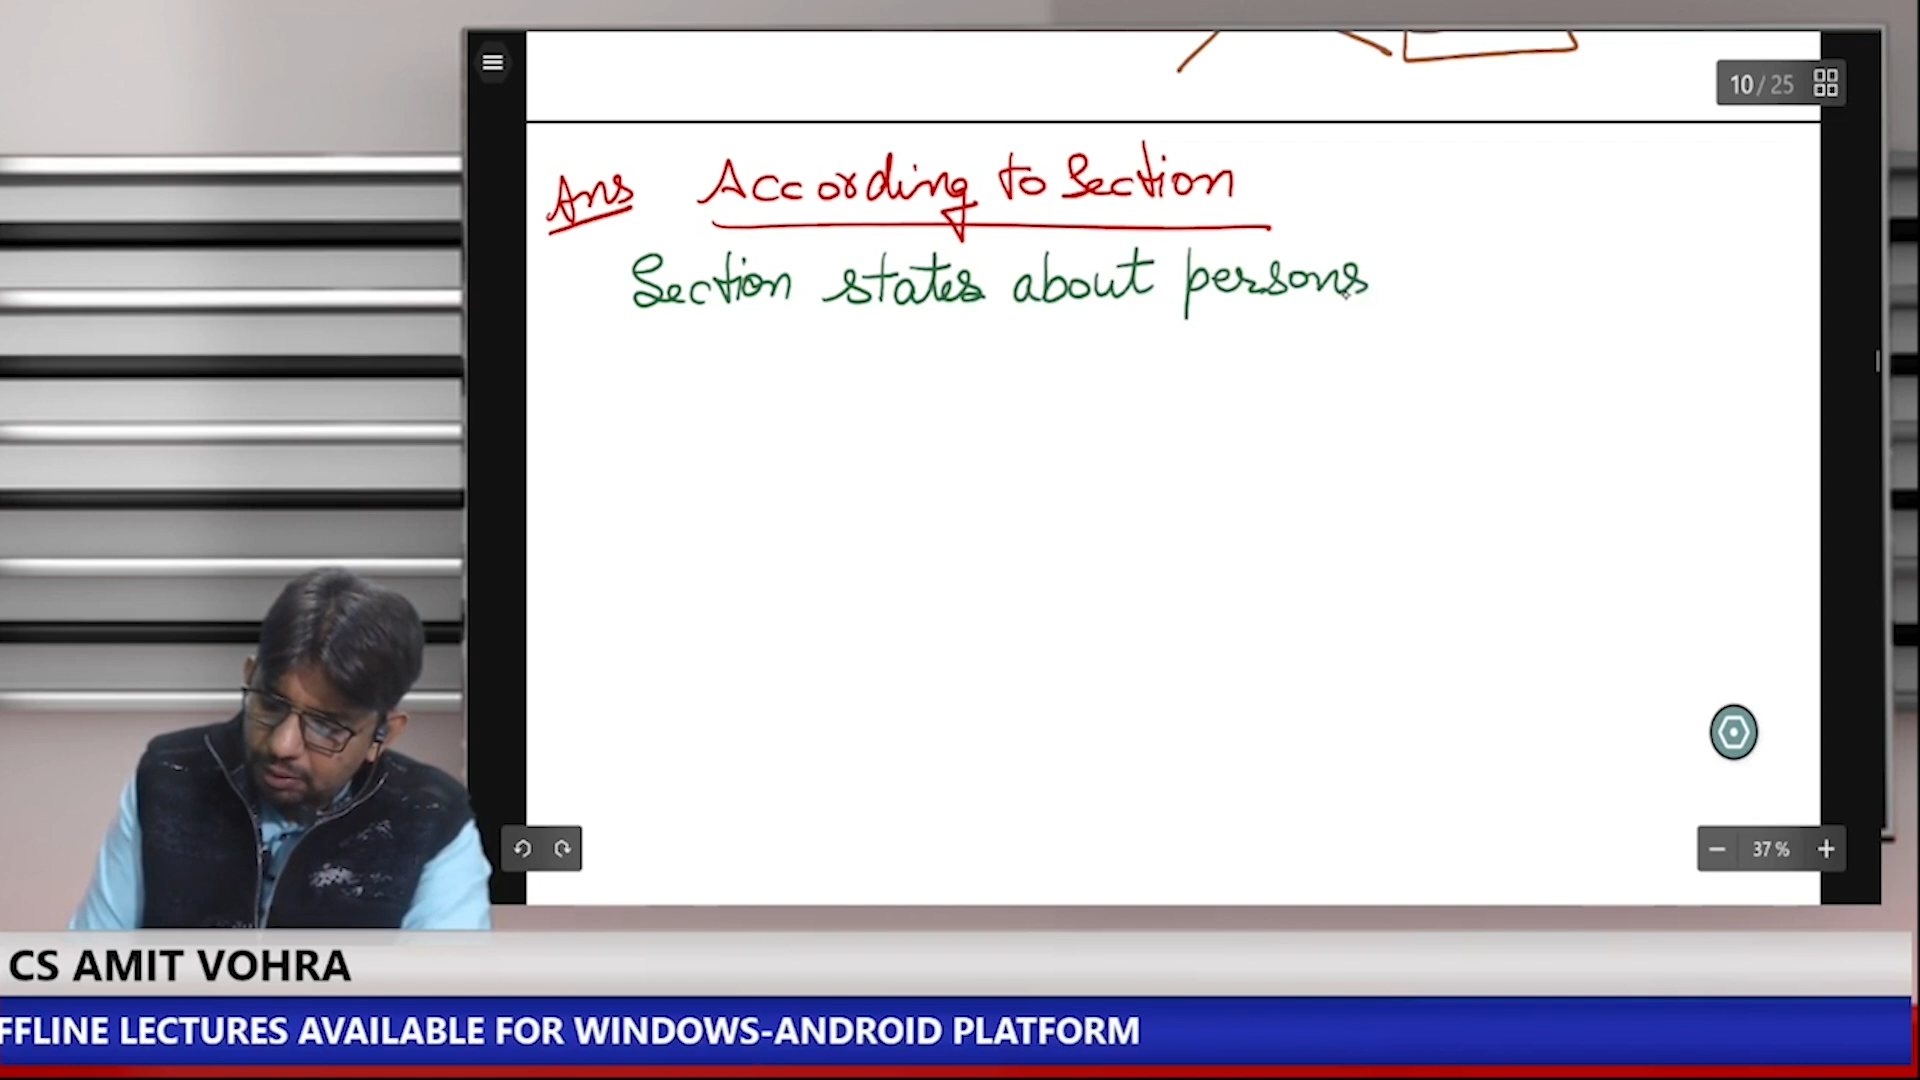 10 / 25
Ans According to Section
Section states about persons
37 %
CS AMIT VOHRA
FFLINE LECTURES AVAILABLE FOR WINDOWS-ANDROID PLATFORM